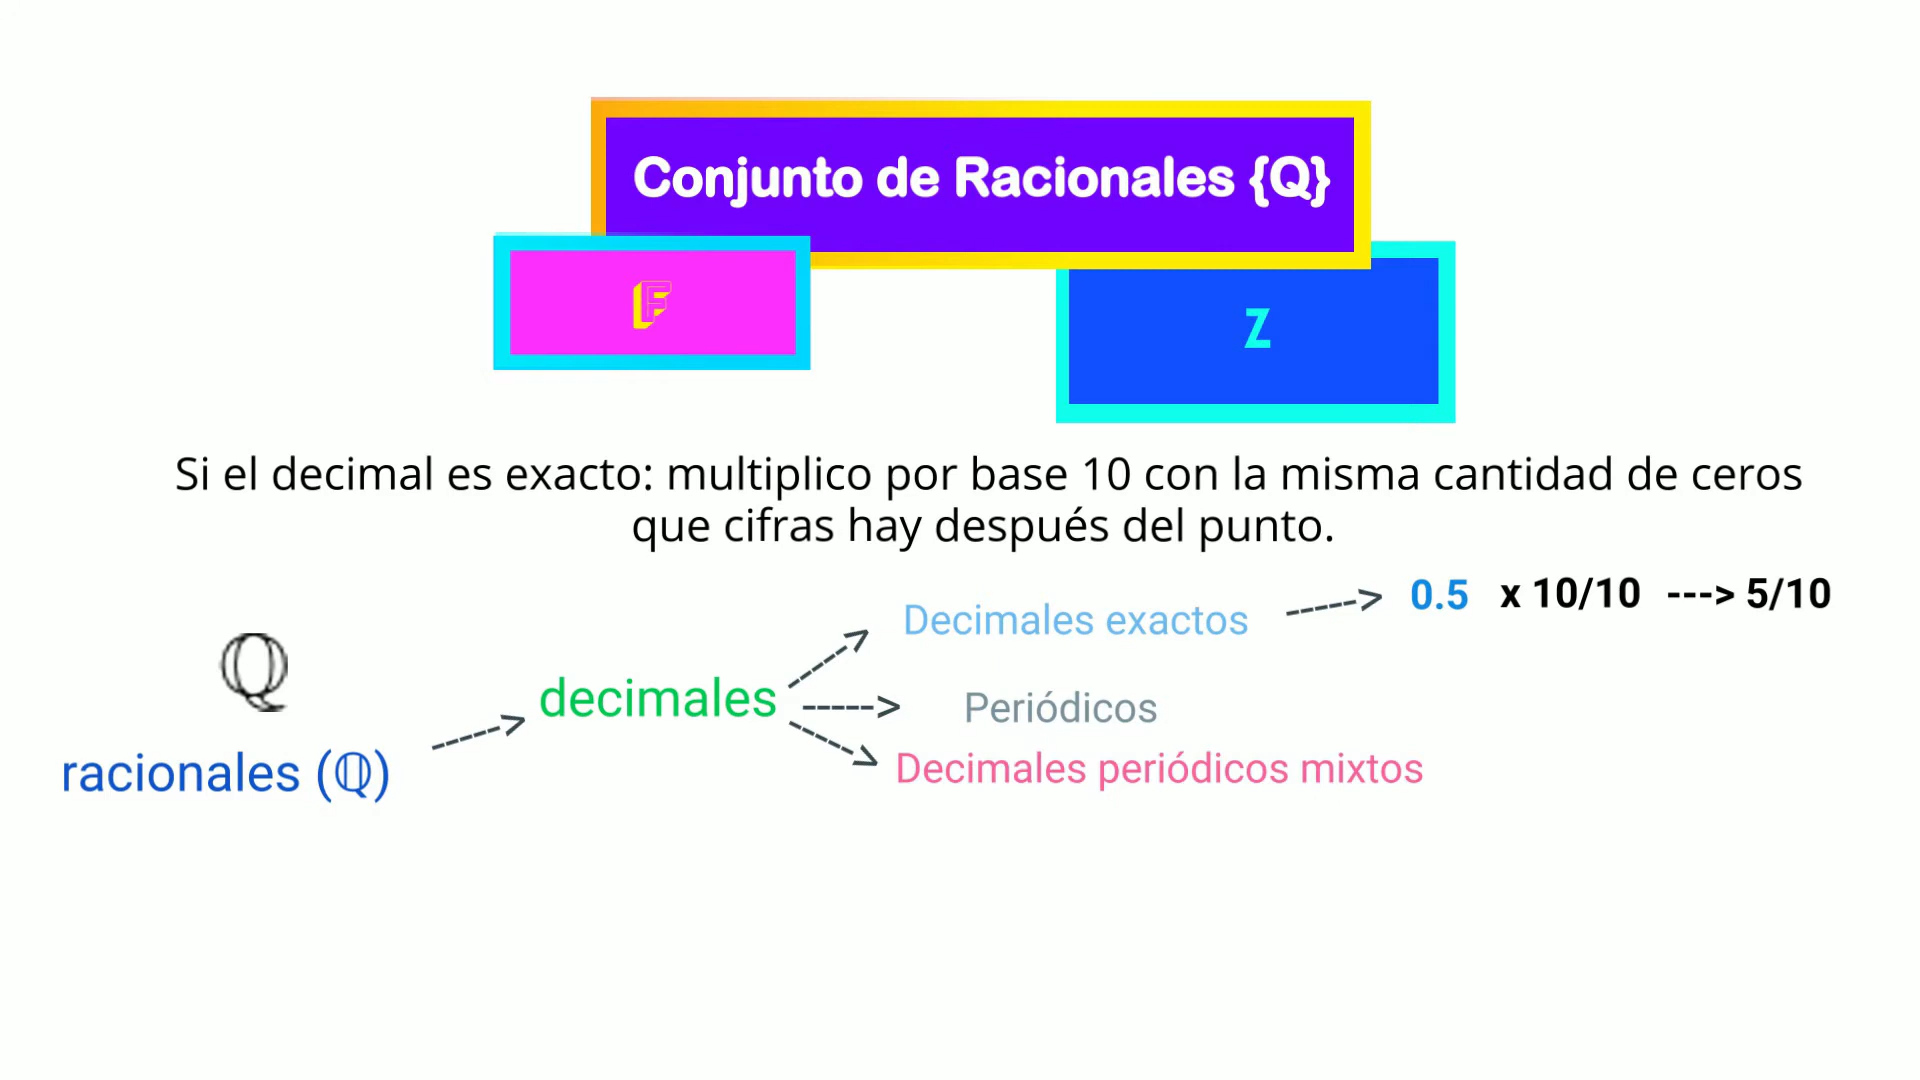 Conjunto de Racionales {Q}
F
Z
Si el decimal es exacto: multiplico por base 10 con la misma cantidad de ceros
que cifras hay después del punto.
0.5 x 10/10 ---> 5/10
Decimales exactos
ℚ
decimales
Periódicos
racionales (ℚ)
Decimales periódicos mixtos